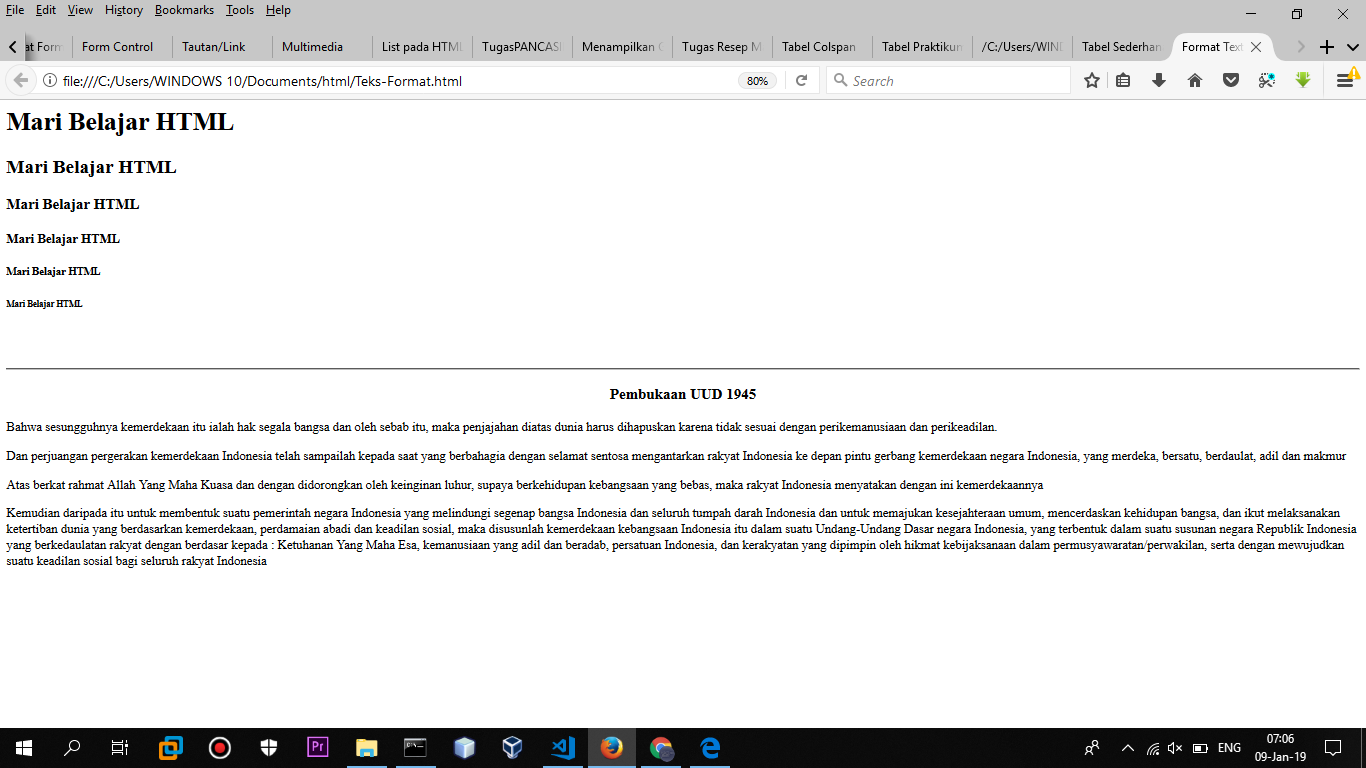 File Edit View History Bookmarks Tools Help
at Form Form Control Tautan/Link Multimedia List pada HTML TugasPANCASI Menampilkan Tugas Resep M Tabel Colspan Tabel Praktikum /C:/Users/WIND Tabel Sederhan Format Text
file:///C:/Users/WINDOWS 10/Documents/html/Teks-Format.html 80% Search
Mari Belajar HTML
Mari Belajar HTML
Mari Belajar HTML
Mari Belajar HTML
Mari Belajar HTML
Mari Belajar HTML
Pembukaan UUD 1945
Bahwa sesungguhnya kemerdekaan itu ialah hak segala bangsa dan oleh sebab itu, maka penjajahan diatas dunia harus dihapuskan karena tidak sesuai dengan perikemanusiaan dan perikeadilan.
Dan perjuangan pergerakan kemerdekaan Indonesia telah sampailah kepada saat yang berbahagia dengan selamat sentosa mengantarkan rakyat Indonesia ke depan pintu gerbang kemerdekaan negara Indonesia, yang merdeka, bersatu, berdaulat, adil dan makmur
Atas berkat rahmat Allah Yang Maha Kuasa dan dengan didorongkan oleh keinginan luhur, supaya berkehidupan kebangsaan yang bebas, maka rakyat Indonesia menyatakan dengan ini kemerdekaannya
Kemudian daripada itu untuk membentuk suatu pemerintah negara Indonesia yang melindungi segenap bangsa Indonesia dan seluruh tumpah darah Indonesia dan untuk memajukan kesejahteraan umum, mencerdaskan kehidupan bangsa, dan ikut melaksanakan
ketertiban dunia yang berdasarkan kemerdekaan, perdamaian abadi dan keadilan sosial, maka disusunlah kemerdekaan kebangsaan Indonesia itu dalam suatu Undang-Undang Dasar negara Indonesia, yang terbentuk dalam suatu susunan negara Republik Indonesia
yang berkedaulatan rakyat dengan berdasar kepada : Ketuhanan Yang Maha Esa, kemanusiaan yang adil dan beradab, persatuan Indonesia, dan kerakyatan yang dipimpin oleh hikmat kebijaksanaan dalam permusyawaratan/perwakilan, serta dengan mewujudkan
suatu keadilan sosial bagi seluruh rakyat Indonesia
Pr ENG 07:06
09-Jan-19